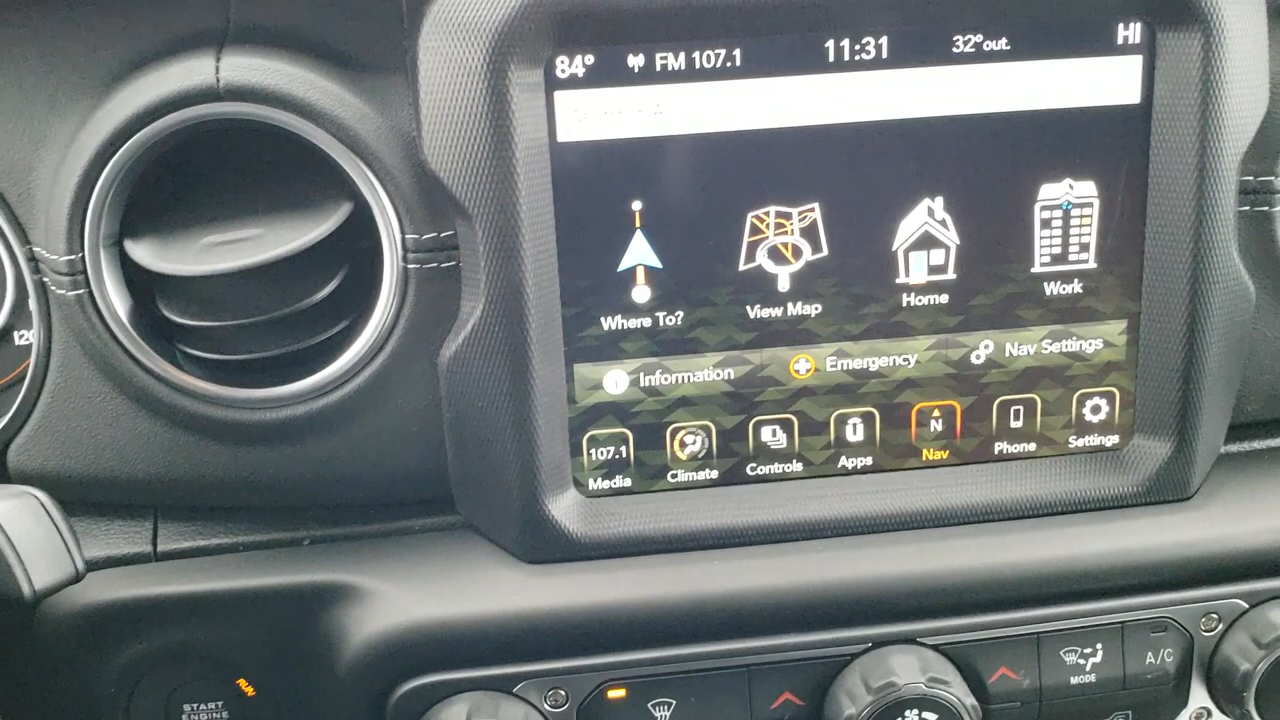 84° FM 107.1 11:31 32°out. HI
Where To? View Map Home Work
Information Emergency Nav Settings
107.1 N
Media Climate Controls Apps Nav Phone Settings
120
RUN
START
ENGINE
MODE
A/C